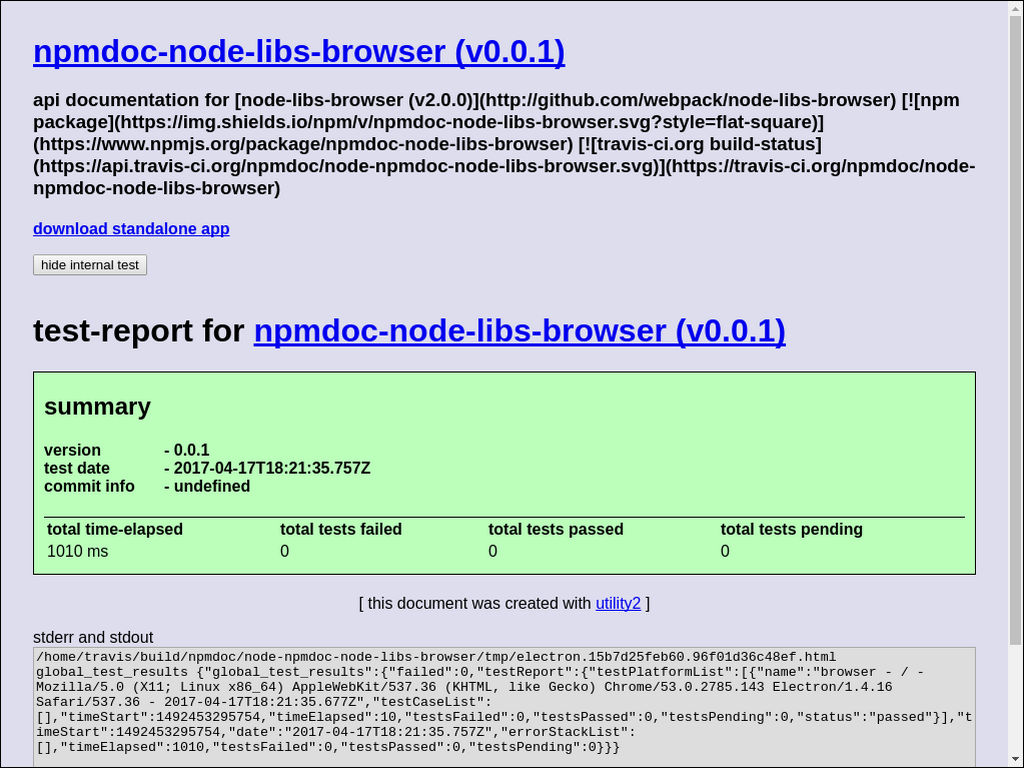 npmdoc-node-libs-browser (v0.0.1)
api documentation for [node-libs-browser (v2.0.0)](http://github.com/webpack/node-libs-browser) [![npm
package](https://img.shields.io/npm/v/npmdoc-node-libs-browser.svg?style=flat-square)]
(https://www.npmjs.org/package/npmdoc-node-libs-browser) [![travis-ci.org build-status]
(https://api.travis-ci.org/npmdoc/node-npmdoc-node-libs-browser.svg)](https://travis-ci.org/npmdoc/node-
npmdoc-node-libs-browser)
download standalone app
hide internal test
test-report for npmdoc-node-libs-browser (v0.0.1)
summary
version - 0.0.1
test date - 2017-04-17T18:21:35.757Z
commit info - undefined
total time-elapsed total tests failed total tests passed total tests pending
1010 ms 0 0 0
[ this document was created with utility2 ]
stderr and stdout
/home/travis/build/npmdoc/node-npmdoc-node-libs-browser/tmp/electron.15b7d25feb60.96f01d36c48ef.html
global_test_results {"global_test_results":{"failed":0,"testReport":{"testPlatformList":[{"name":"browser - / -
Mozilla/5.0 (X11; Linux x86_64) AppleWebKit/537.36 (KHTML, like Gecko) Chrome/53.0.2785.143 Electron/1.4.16
Safari/537.36 - 2017-04-17T18:21:35.677Z","testCaseList":
[],"timeStart":1492453295754,"timeElapsed":10,"testsFailed":0,"testsPassed":0,"testsPending":0,"status":"passed"}],"t
imeStart":1492453295754,"date":"2017-04-17T18:21:35.757Z","errorStackList":
[],"timeElapsed":1010,"testsFailed":0,"testsPassed":0,"testsPending":0}}}